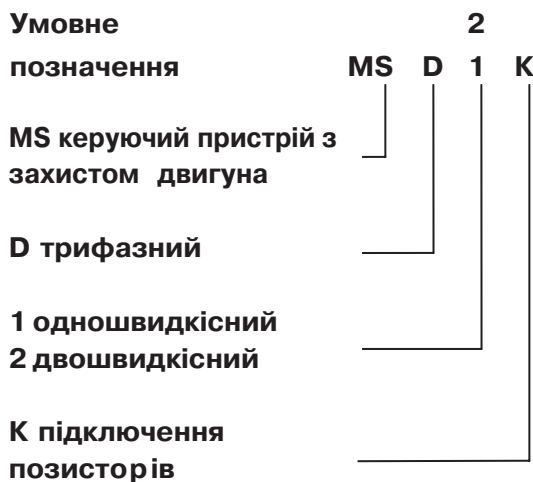 Умовне 2
позначення MS D 1 K
MS керуючий пристрій з
захистом двигуна
D трифазний
1 одношвидкісний
2 двошвидкісний
К підключення
позисторів